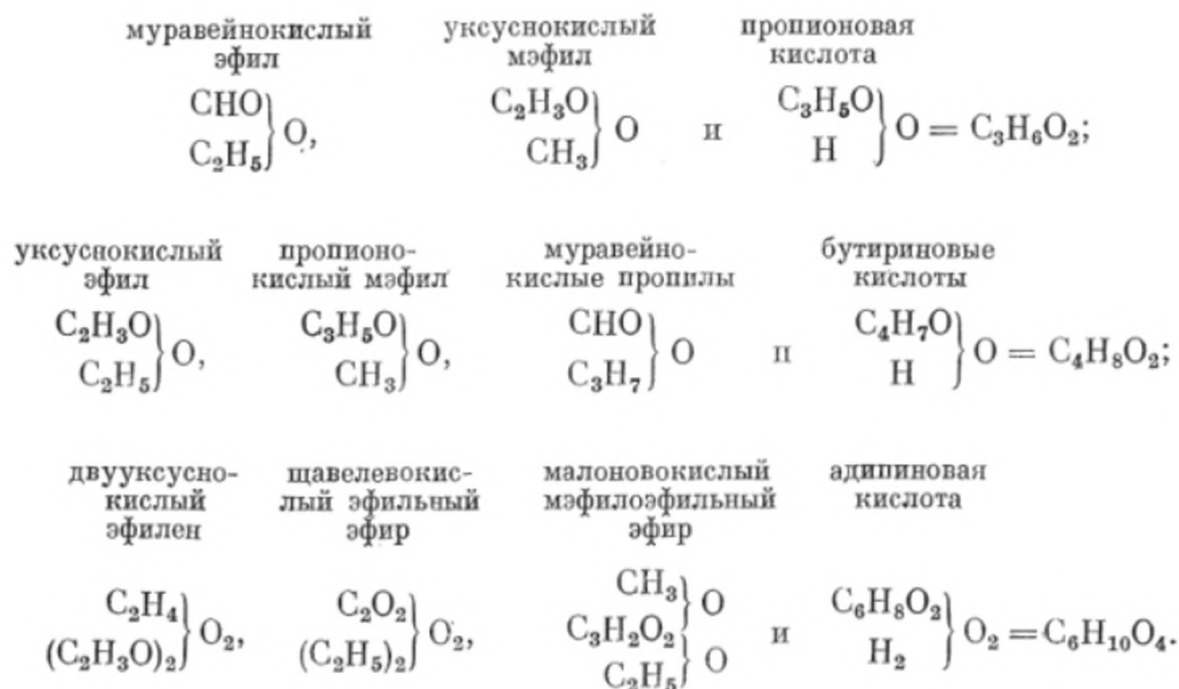 муравейнокислый уксуснокислый пропионовая
эфил мэфил кислота
CHO C₂H₃O C₃H₅O
O, O и O = C₃H₆O₂;
C₂H₅ CH₃ H
уксуснокислый пропионо- муравейно- бутириновые
эфил кислый мэфил кислые пропилы кислоты
C₂H₃O C₃H₅O CHO C₄H₇O
O, O, O и O = C₄H₈O₂;
C₂H₅ CH₃ C₃H₇ H
двууксусно- щавелевокис- малоновокислый адипиновая
кислый лый эфильный мэфилоэфильный кислота
эфилен эфир эфир
C₂H₄ C₂O₂ CH₃ C₆H₈O₂
O
O₂, O₂, C₃H₂O₂ и O₂ = C₆H₁₀O₄.
O
(C₂H₃O)₂ (C₂H₅)₂ C₂H₅ H₂